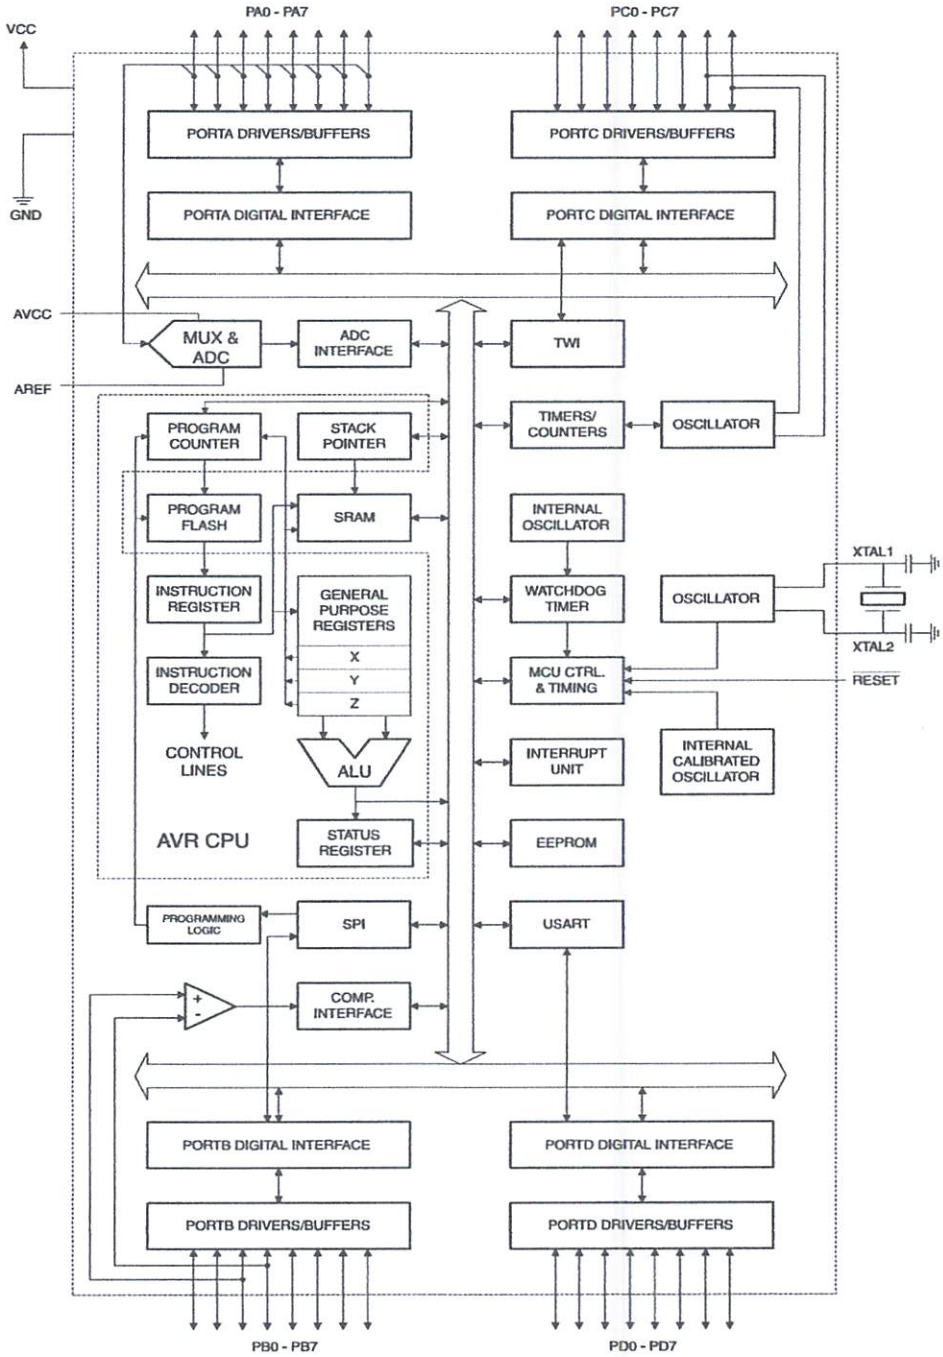 PA0 - PA7
PC0 - PC7
VCC
PORTA DRIVERS/BUFFERS
PORTC DRIVERS/BUFFERS
GND
PORTA DIGITAL INTERFACE
PORTC DIGITAL INTERFACE
AVCC
MUX &
ADC
ADC
INTERFACE
TWI
AREF
PROGRAM
COUNTER
STACK
POINTER
TIMERS/
COUNTERS
OSCILLATOR
PROGRAM
FLASH
SRAM
INTERNAL
OSCILLATOR
XTAL1
INSTRUCTION
REGISTER
GENERAL
PURPOSE
REGISTERS
WATCHDOG
TIMER
OSCILLATOR
XTAL2
X
Y
Z
INSTRUCTION
DECODER
MCU CTRL.
& TIMING
RESET
CONTROL
LINES
ALU
INTERRUPT
UNIT
INTERNAL
CALIBRATED
OSCILLATOR
AVR CPU
STATUS
REGISTER
EEPROM
PROGRAMMING
LOGIC
SPI
USART
+
-
COMP.
INTERFACE
PORTB DIGITAL INTERFACE
PORTD DIGITAL INTERFACE
PORTB DRIVERS/BUFFERS
PORTD DRIVERS/BUFFERS
PB0 - PB7
PD0 - PD7